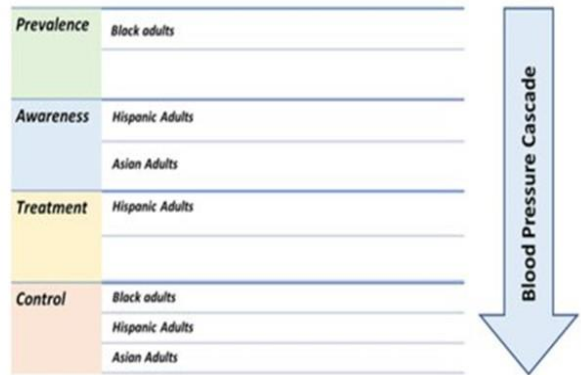 Prevalence
Black adults
Awareness
Hispanic Adults
Asian Adults
Treatment
Hispanic Adults
Control
Black adults
Hispanic Adults
Asian Adults
Blood Pressure Cascade